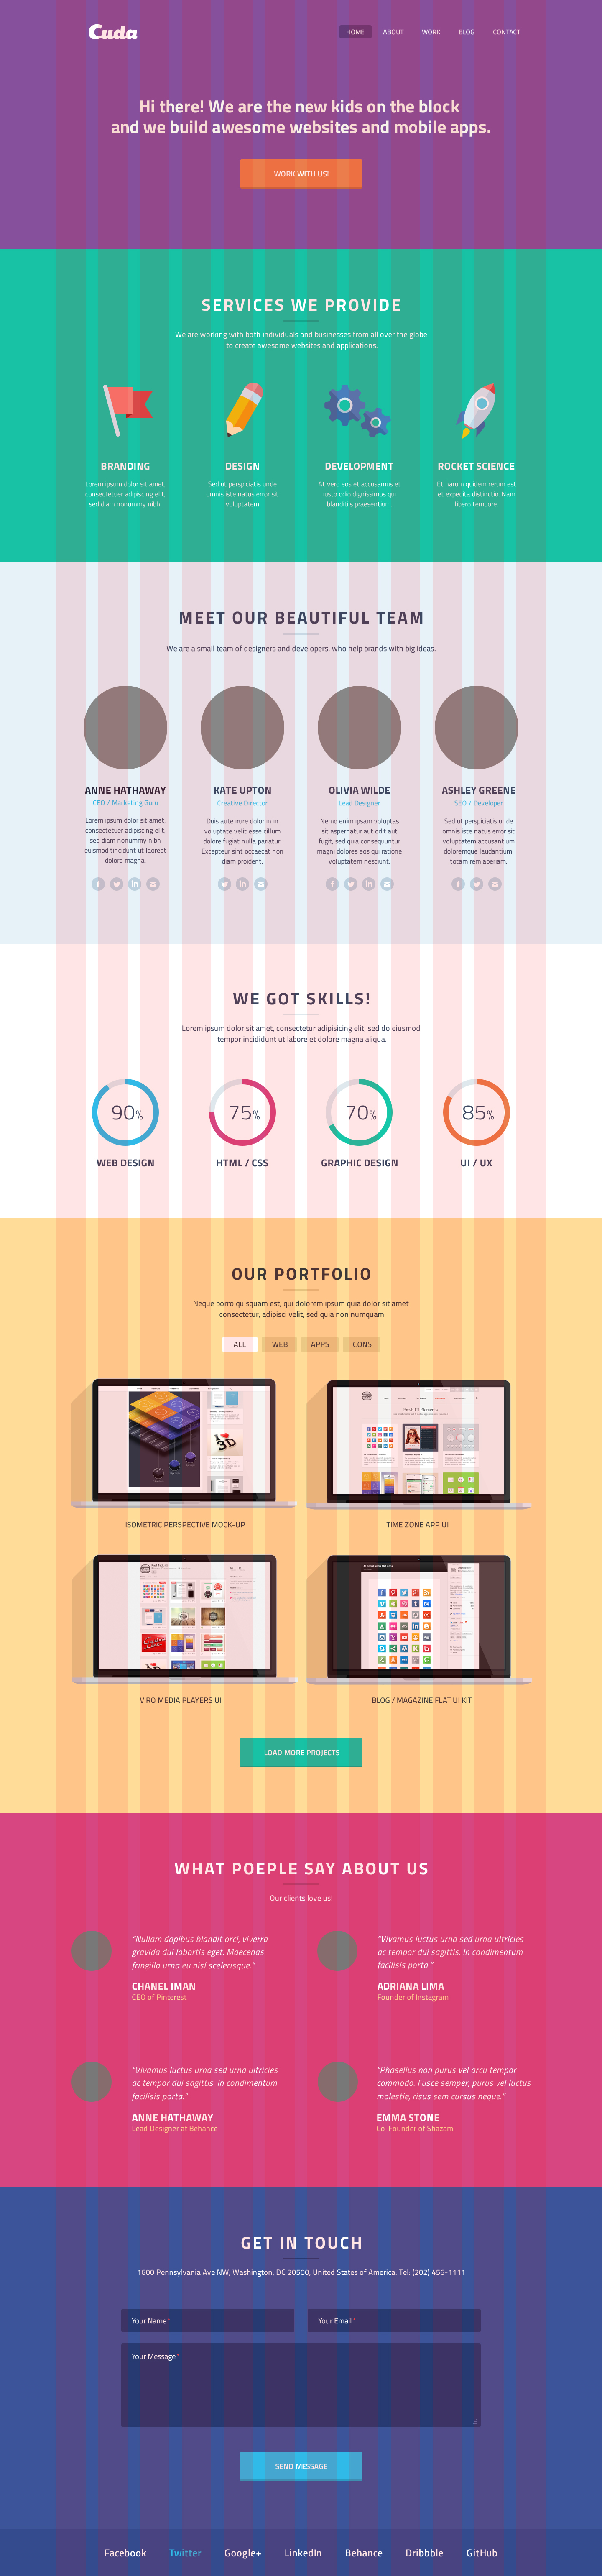 Cuda
HOME ABOUT WORK BLOG CONTACT
Hi there! We are the new kids on the block
and we build awesome websites and mobile apps.
WORK WITH US!
SERVICES WE PROVIDE
We are working with both individuals and businesses from all over the globe
to create awesome websites and applications.
BRANDING
Lorem ipsum dolor sit amet,
consectetuer adipiscing elit,
sed diam nonummy nibh.
DESIGN
Sed ut perspiciatis unde
omnis iste natus error sit
voluptatem
DEVELOPMENT
At vero eos et accusamus et
iusto odio dignissimos qui
blanditiis praesentium.
ROCKET SCIENCE
Et harum quidem rerum est
et expedita distinctio. Nam
libero tempore.
MEET OUR BEAUTIFUL TEAM
We are a small team of designers and developers, who help brands with big ideas.
ANNE HATHAWAY
CEO / Marketing Guru
Lorem ipsum dolor sit amet,
consectetuer adipiscing elit,
sed diam nonummy nibh
euismod tincidunt ut laoreet
dolore magna.
KATE UPTON
Creative Director
Duis aute irure dolor in in
voluptate velit esse cillum
dolore fugiat nulla pariatur.
Excepteur sint occaecat non
diam proident.
OLIVIA WILDE
Lead Designer
Nemo enim ipsam voluptas
sit aspernatur aut odit aut
fugit, sed quia consequuntur
magni dolores eos qui ratione
voluptatem nesciunt.
ASHLEY GREENE
SEO / Developer
Sed ut perspiciatis unde
omnis iste natus error sit
voluptatem accusantium
doloremque laudantium,
totam rem aperiam.
WE GOT SKILLS!
Lorem ipsum dolor sit amet, consectetur adipisicing elit, sed do eiusmod
tempor incididunt ut labore et dolore magna aliqua.
90%
WEB DESIGN
75%
HTML / CSS
70%
GRAPHIC DESIGN
85%
UI / UX
OUR PORTFOLIO
Neque porro quisquam est, qui dolorem ipsum quia dolor sit amet
consectetur, adipisci velit, sed quia non numquam
ALL WEB APPS ICONS
I 3D
ISOMETRIC PERSPECTIVE MOCK-UP
Fresh UI Elements
TIME ZONE APP UI
VIRO MEDIA PLAYERS UI
BLOG / MAGAZINE FLAT UI KIT
LOAD MORE PROJECTS
WHAT POEPLE SAY ABOUT US
Our clients love us!
“Nullam dapibus blandit orci, viverra
gravida dui lobortis eget. Maecenas
fringilla urna eu nisl scelerisque.”
CHANEL IMAN
CEO of Pinterest
“Vivamus luctus urna sed urna ultricies
ac tempor dui sagittis. In condimentum
facilisis porta.”
ADRIANA LIMA
Founder of Instagram
“Vivamus luctus urna sed urna ultricies
ac tempor dui sagittis. In condimentum
facilisis porta.”
ANNE HATHAWAY
Lead Designer at Behance
“Phasellus non purus vel arcu tempor
commodo. Fusce semper, purus vel luctus
molestie, risus sem cursus neque.”
EMMA STONE
Co-Founder of Shazam
GET IN TOUCH
1600 Pennsylvania Ave NW, Washington, DC 20500, United States of America. Tel: (202) 456-1111
Your Name *
Your Email *
Your Message *
SEND MESSAGE
Facebook Twitter Google+ LinkedIn Behance Dribbble GitHub